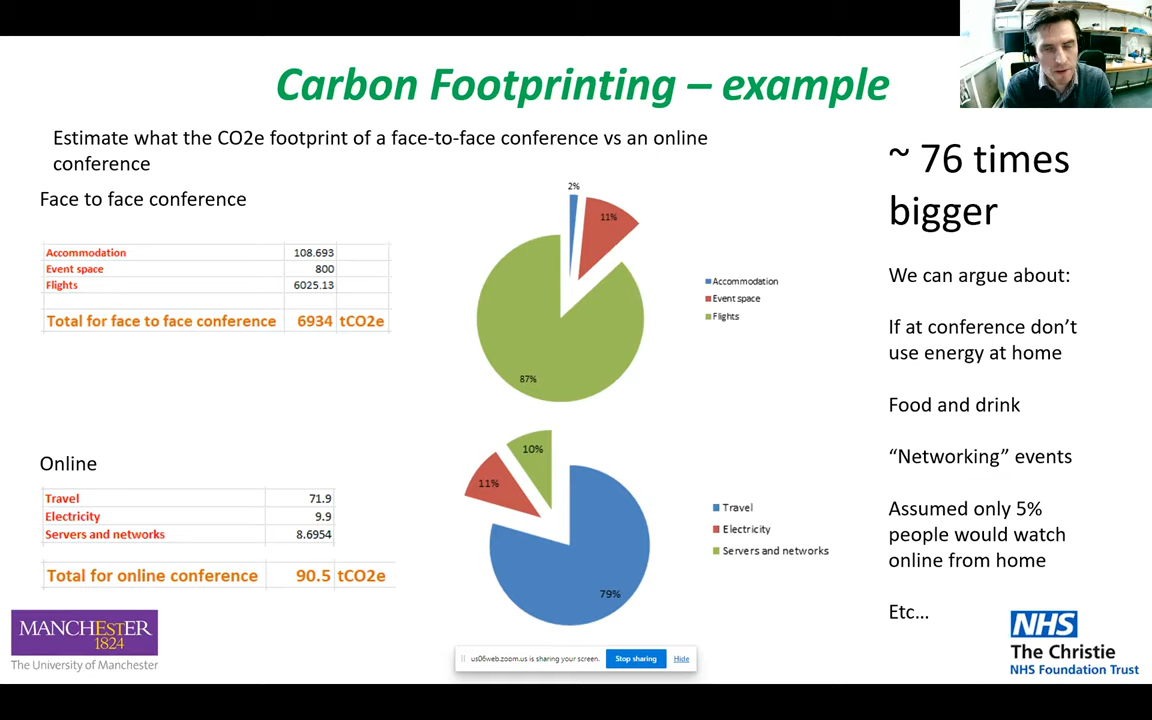 Carbon Footprinting – example
Estimate what the CO2e footprint of a face-to-face conference vs an online
conference
Face to face conference
Accommodation 108.693
Event space 800
Flights 6025.13
Total for face to face conference 6934 tCO2e
2%
11%
87%
Accommodation
Event space
Flights
Online
Travel 71.9
Electricity 9.9
Servers and networks 8.6954
Total for online conference 90.5 tCO2e
10%
11%
79%
Travel
Electricity
Servers and networks
~ 76 times
bigger
We can argue about:
If at conference don't
use energy at home
Food and drink
“Networking” events
Assumed only 5%
people would watch
online from home
Etc...
MANCHESTER
1824
The University of Manchester
us06web.zoom.us is sharing your screen. Stop sharing Hide
NHS
The Christie
NHS Foundation Trust